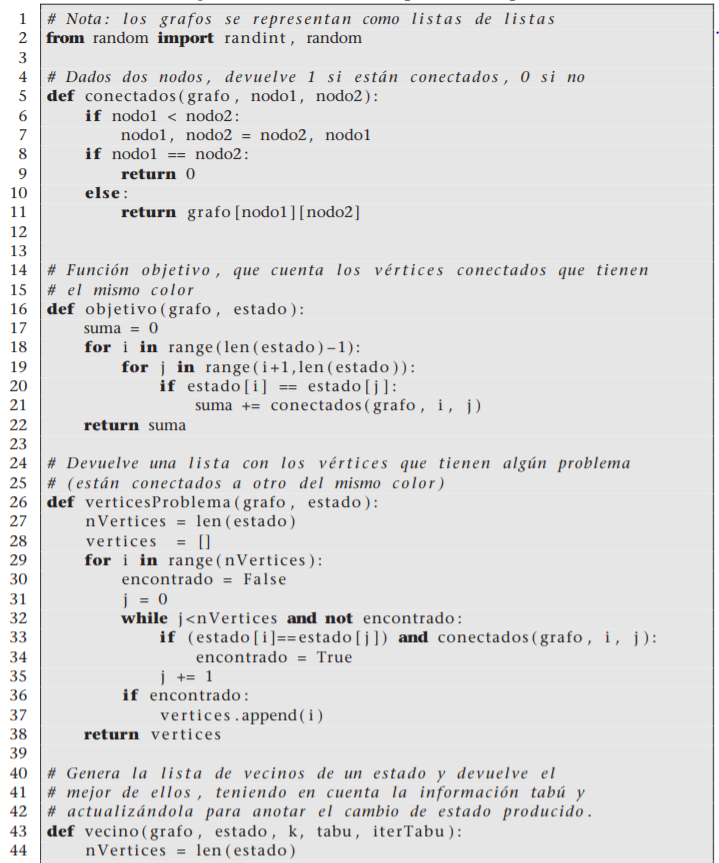 1 # Nota: los grafos se representan como listas de listas
2 from random import randint, random
3
4 # Dados dos nodos, devuelve 1 si están conectados, 0 si no
5 def conectados(grafo, nodo1, nodo2):
6     if nodo1 < nodo2:
7         nodo1, nodo2 = nodo2, nodo1
8     if nodo1 == nodo2:
9         return 0
10     else:
11         return grafo[nodo1][nodo2]
12
13
14 # Función objetivo, que cuenta los vértices conectados que tienen
15 # el mismo color
16 def objetivo(grafo, estado):
17     suma = 0
18     for i in range(len(estado)-1):
19         for j in range(i+1,len(estado)):
20             if estado[i] == estado[j]:
21                 suma += conectados(grafo, i, j)
22     return suma
23
24 # Devuelve una lista con los vértices que tienen algún problema
25 # (están conectados a otro del mismo color)
26 def verticesProblema(grafo, estado):
27     nVertices = len(estado)
28     vertices = []
29     for i in range(nVertices):
30         encontrado = False
31         j = 0
32         while j<nVertices and not encontrado:
33             if (estado[i]==estado[j]) and conectados(grafo, i, j):
34                 encontrado = True
35             j += 1
36         if encontrado:
37             vertices.append(i)
38     return vertices
39
40 # Genera la lista de vecinos de un estado y devuelve el
41 # mejor de ellos, teniendo en cuenta la información tabú y
42 # actualizándola para anotar el cambio de estado producido.
43 def vecino(grafo, estado, k, tabu, iterTabu):
44     nVertices = len(estado)